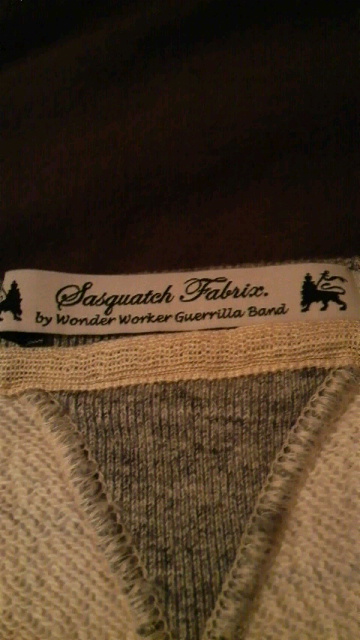 Sasquatch Fabrix.
by Wonder Worker Guerrilla Band